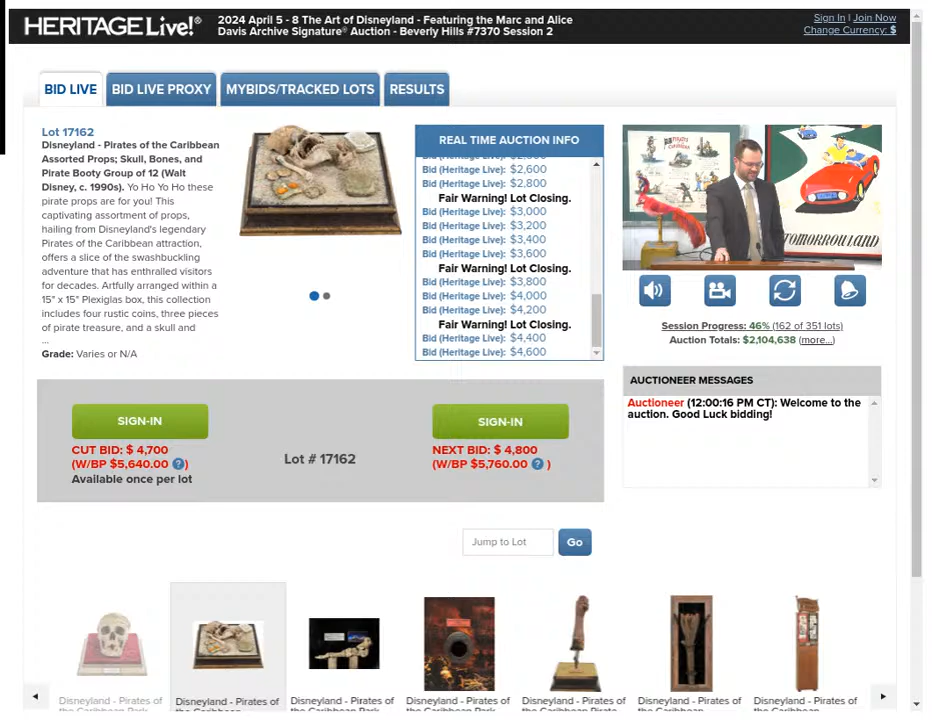 HERITAGE Live!®
2024 April 5 - 8 The Art of Disneyland - Featuring the Marc and Alice
Davis Archive Signature® Auction - Beverly Hills #7370 Session 2
Sign In | Join Now
Change Currency: $
BID LIVE
BID LIVE PROXY
MYBIDS/TRACKED LOTS
RESULTS
Lot 17162
Disneyland - Pirates of the Caribbean
Assorted Props; Skull, Bones, and
Pirate Booty Group of 12 (Walt
Disney, c. 1990s). Yo Ho Yo Ho these
pirate props are for you! This
captivating assortment of props,
hailing from Disneyland's legendary
Pirates of the Caribbean attraction,
offers a slice of the swashbuckling
adventure that has enthralled visitors
for decades. Artfully arranged within a
15" x 15" Plexiglas box, this collection
includes four rustic coins, three pieces
of pirate treasure, and a skull and
...
Grade: Varies or N/A
REAL TIME AUCTION INFO
Bid (Heritage Live): $2,600
Bid (Heritage Live): $2,800
Fair Warning! Lot Closing.
Bid (Heritage Live): $3,000
Bid (Heritage Live): $3,200
Bid (Heritage Live): $3,400
Bid (Heritage Live): $3,600
Fair Warning! Lot Closing.
Bid (Heritage Live): $3,800
Bid (Heritage Live): $4,000
Bid (Heritage Live): $4,200
Fair Warning! Lot Closing.
Bid (Heritage Live): $4,400
Bid (Heritage Live): $4,600
TOMORROWLAND
Session Progress: 46% (162 of 351 lots)
Auction Totals: $2,104,638 (more...)
AUCTIONEER MESSAGES
Auctioneer (12:00:16 PM CT): Welcome to the
auction. Good Luck bidding!
SIGN-IN
CUT BID: $ 4,700
(W/BP $5,640.00 ?)
Available once per lot
Lot # 17162
SIGN-IN
NEXT BID: $ 4,800
(W/BP $5,760.00 ? )
Jump to Lot
Go
Disneyland - Pirates of
the Caribbean Park
Disneyland - Pirates of
the Caribbean
Disneyland - Pirates of
the Caribbean Park
Disneyland - Pirates of
the Caribbean Park
Disneyland - Pirates of
the Caribbean Pirate
Disneyland - Pirates of
the Caribbean Park
Disneyland - Pirates of
the Caribbean Park